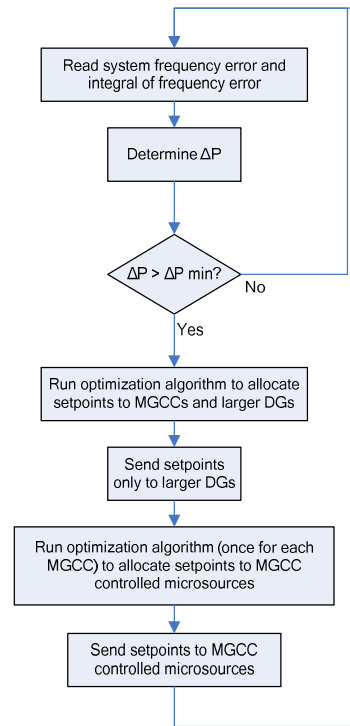 Read system frequency error and
integral of frequency error
Determine ΔP
ΔP > ΔP min?
No
Yes
Run optimization algorithm to allocate
setpoints to MGCCs and larger DGs
Send setpoints
only to larger DGs
Run optimization algorithm (once for each
MGCC) to allocate setpoints to MGCC
controlled microsources
Send setpoints to MGCC
controlled microsources